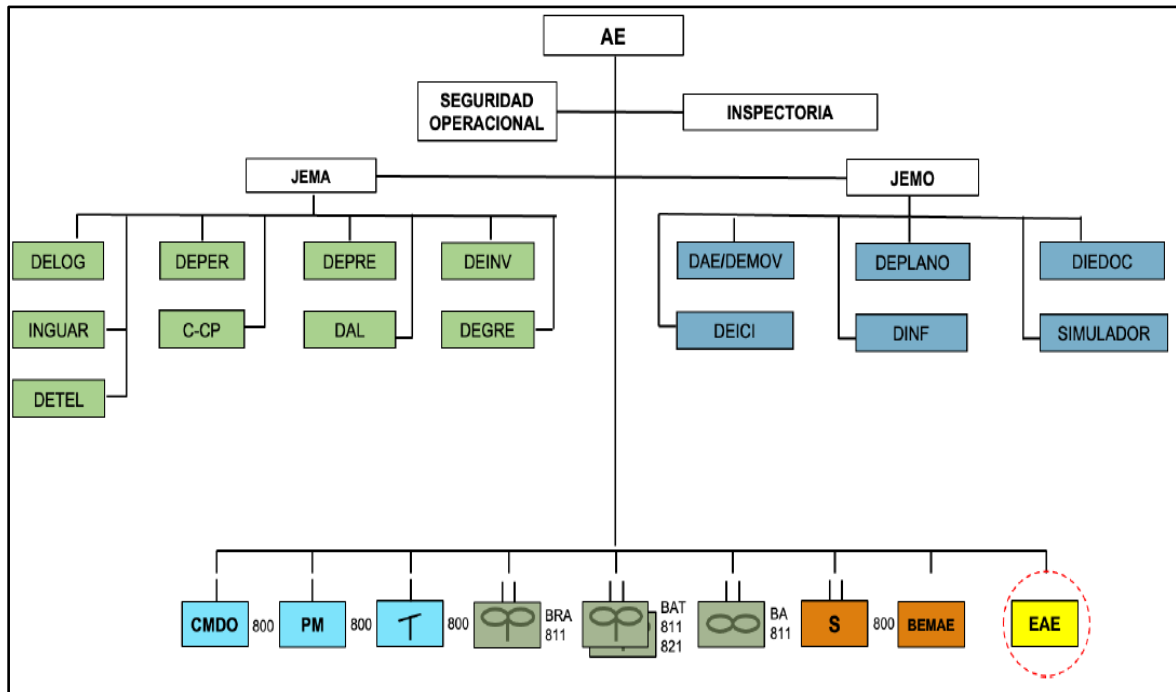 AE
SEGURIDAD
OPERACIONAL
INSPECTORIA
JEMA
JEMO
DELOG
DEPER
DEPRE
DEINV
DAE/DEMOV
DEPLANO
DIEDOC
INGUAR
C-CP
DAL
DEGRE
DEICI
DINF
SIMULADOR
DETEL
CMDO
800
PM
800
800
BRA
811
BAT
811
821
BA
811
S
800
BEMAE
EAE